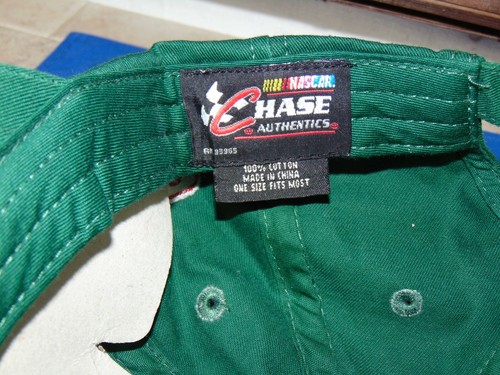 NASCAR.
CHASE
AUTHENTICS
100% COTTON
MADE IN CHINA
ONE SIZE FITS MOST